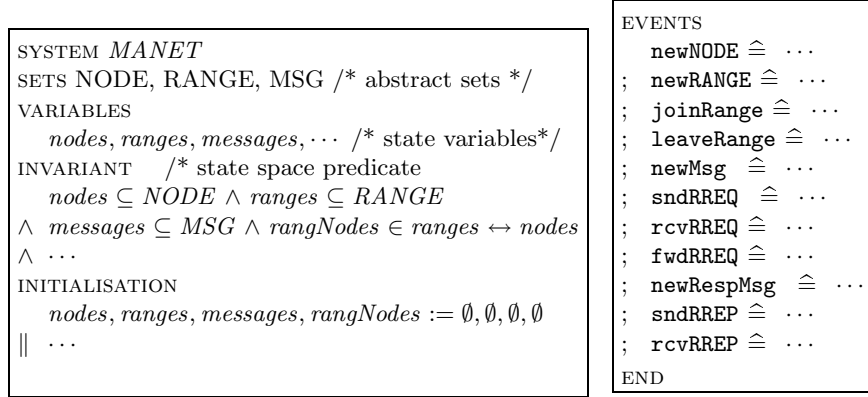 SYSTEM MANET
SETS NODE, RANGE, MSG /* abstract sets */
VARIABLES
nodes, ranges, messages, ··· /* state variables*/
INVARIANT /* state space predicate
nodes ⊆ NODE ∧ ranges ⊆ RANGE
∧ messages ⊆ MSG ∧ rangNodes ∈ ranges ↔ nodes
∧ ···
INITIALISATION
nodes, ranges, messages, rangNodes := ∅, ∅, ∅, ∅
∥ ···
EVENTS
newNODE ≙ ···
; newRANGE ≙ ···
; joinRange ≙ ···
; leaveRange ≙ ···
; newMsg ≙ ···
; sndRREQ ≙ ···
; rcvRREQ ≙ ···
; fwdRREQ ≙ ···
; newRespMsg ≙ ···
; sndRREP ≙ ···
; rcvRREP ≙ ···
END